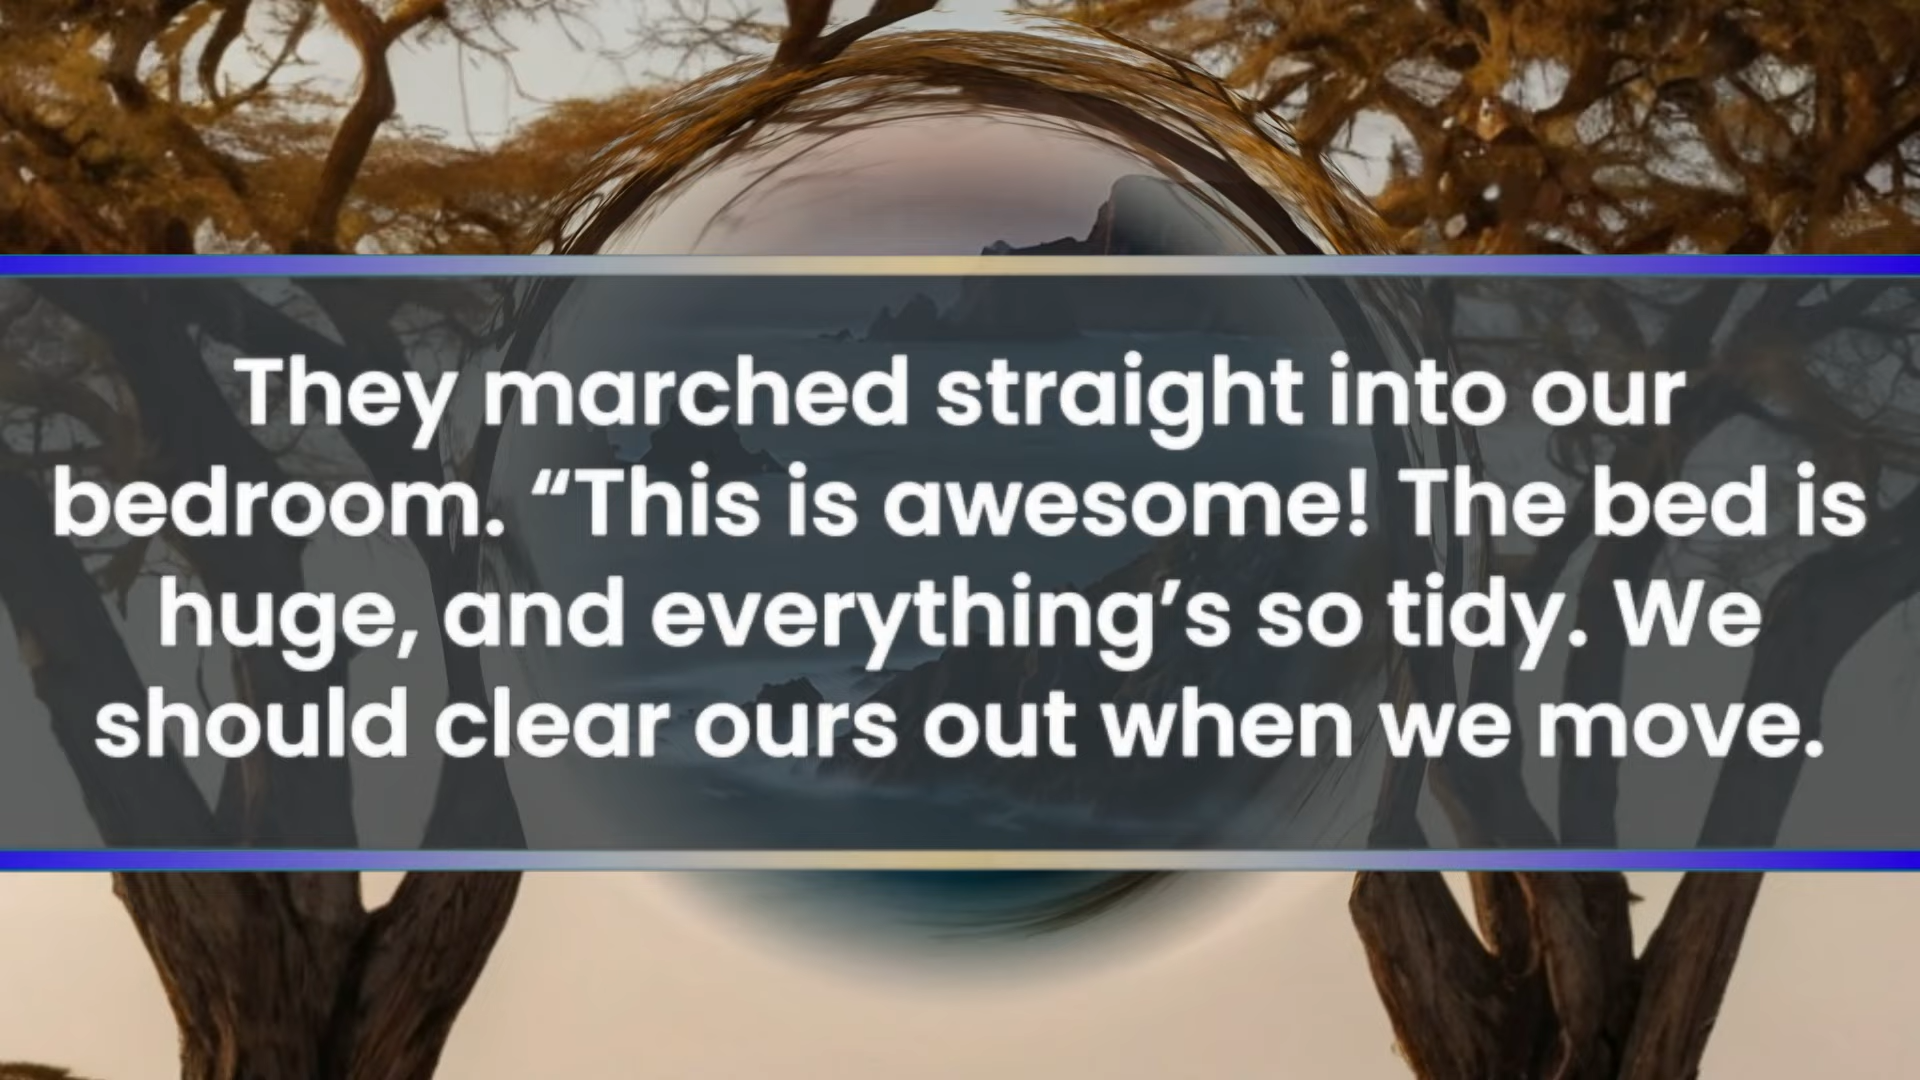 They marched straight into our
bedroom. “This is awesome! The bed is
huge, and everything’s so tidy. We
should clear ours out when we move.